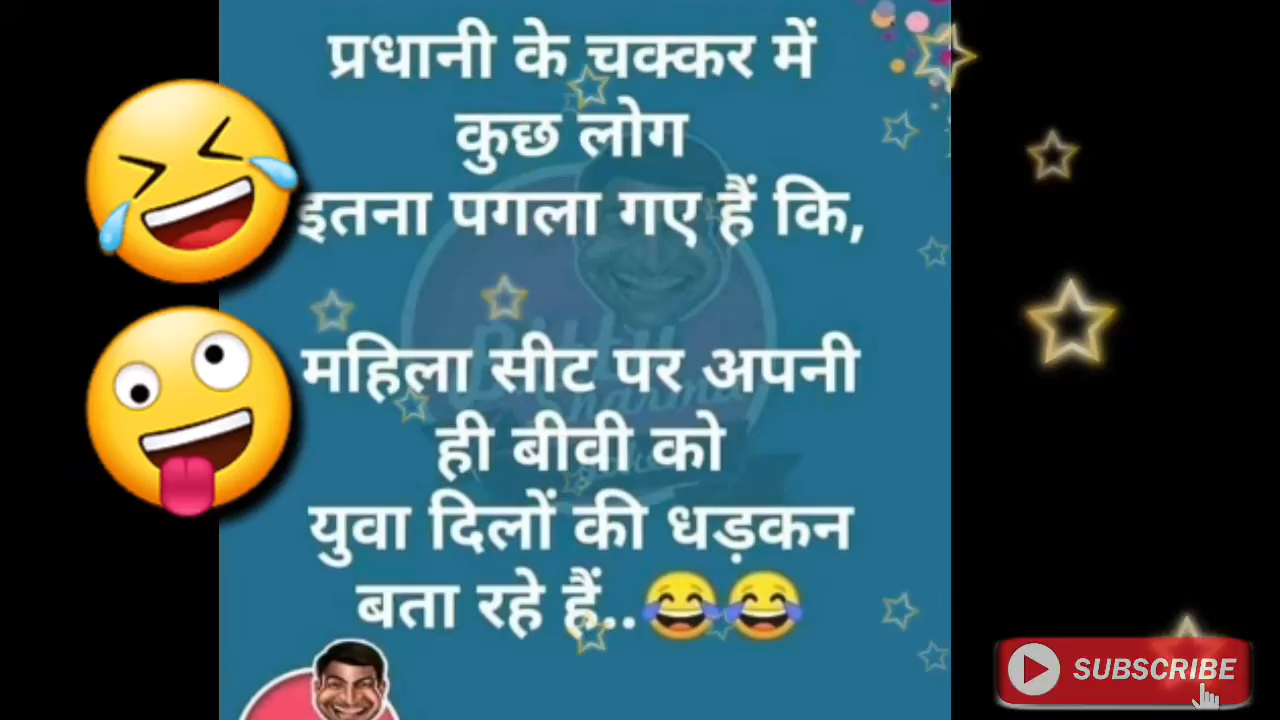 प्रधानी के चक्कर में
कुछ लोग
इतना पगला गए हैं कि,
महिला सीट पर अपनी
ही बीवी को
युवा दिलों की धड़कन
बता रहे हैं..😂😂
SUBSCRIBE